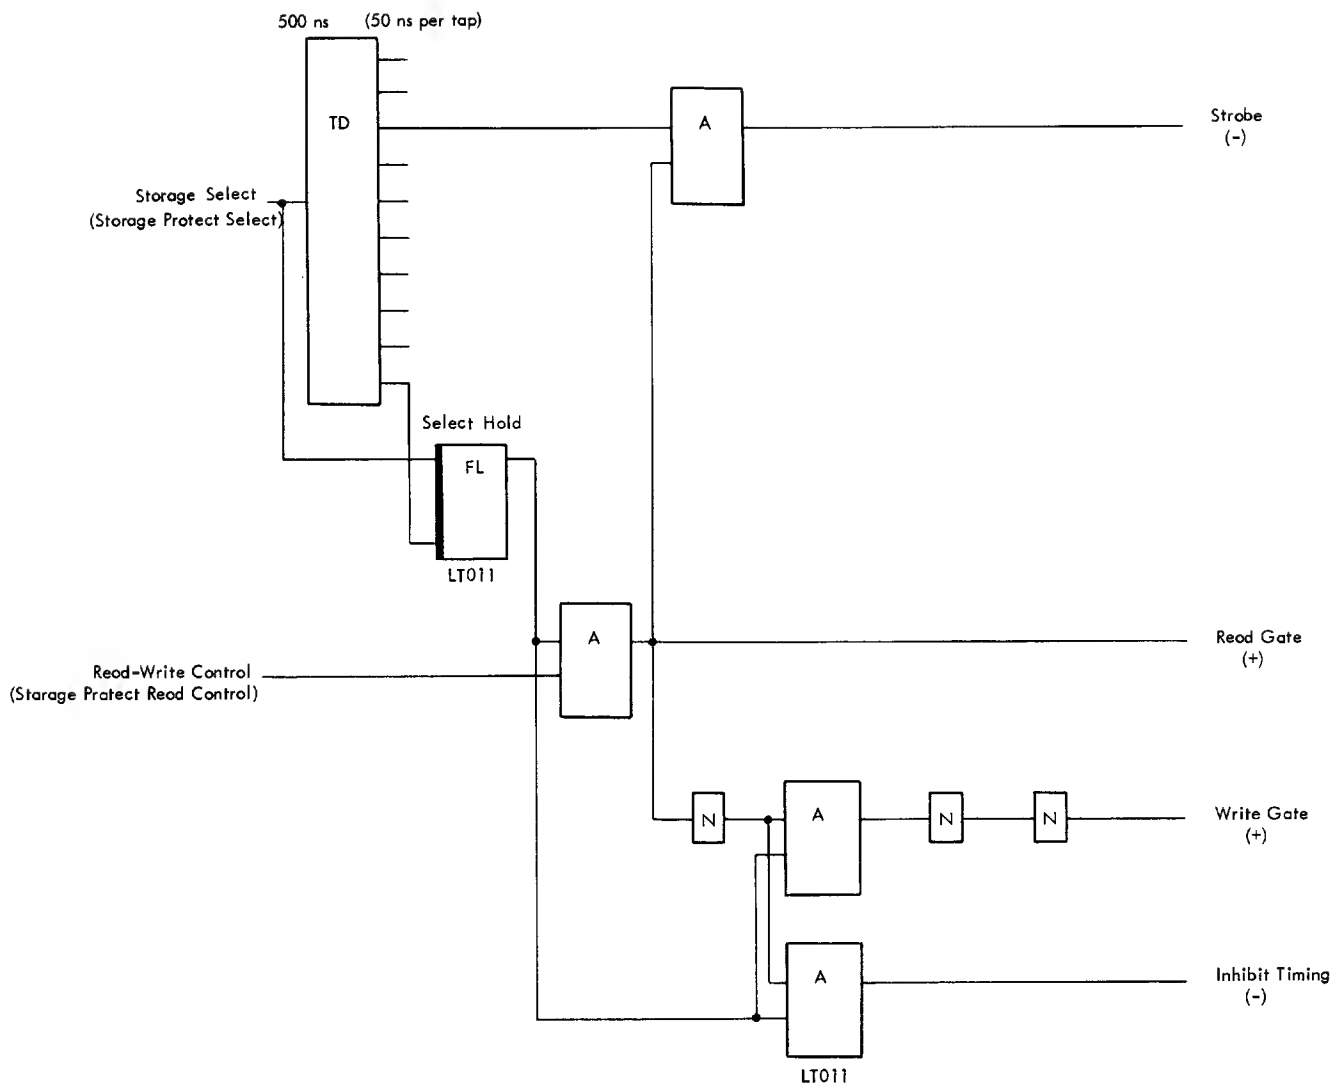 500 ns (50 ns per tap)
TD
A
Strobe
(-)
Storage Select
(Storage Protect Select)
Select Hold
FL
LT011
A
Reod Gate
(+)
Reod-Write Control
(Starage Pratect Reod Control)
N
A
N
N
Write Gate
(+)
A
Inhibit Timing
(-)
LT011